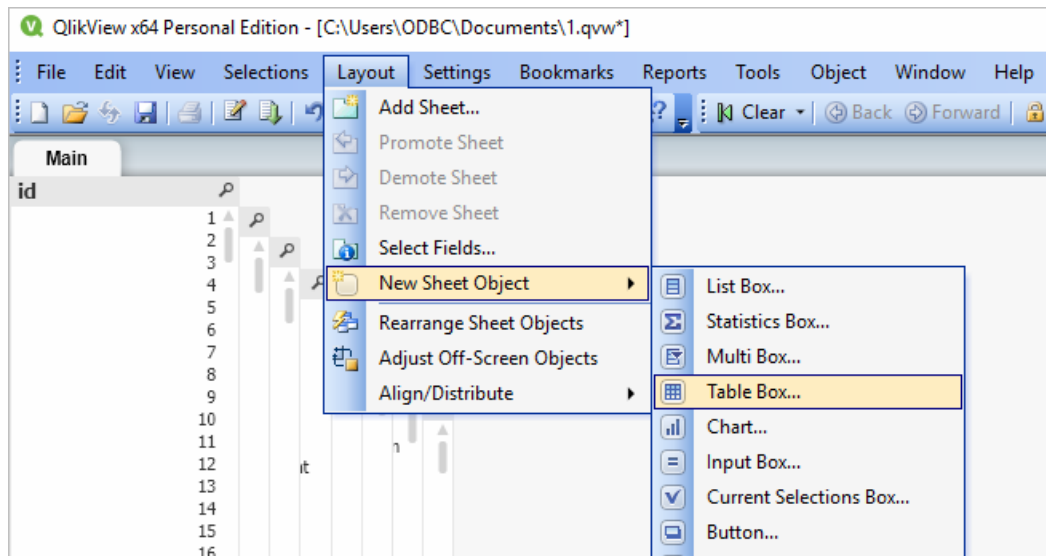 QlikView x64 Personal Edition - [C:\Users\ODBC\Documents\1.qvw*]
File Edit View Selections Layout Settings Bookmarks Reports Tools Object Window Help
? Clear Back Forward
Main
id
1
2
3
4
5
6
7
8
9
10
11
12
13
14
15
16
Add Sheet...
Promote Sheet
Demote Sheet
Remove Sheet
Select Fields...
New Sheet Object
Rearrange Sheet Objects
Adjust Off-Screen Objects
Align/Distribute
List Box...
Statistics Box...
Multi Box...
Table Box...
Chart...
Input Box...
Current Selections Box...
Button...